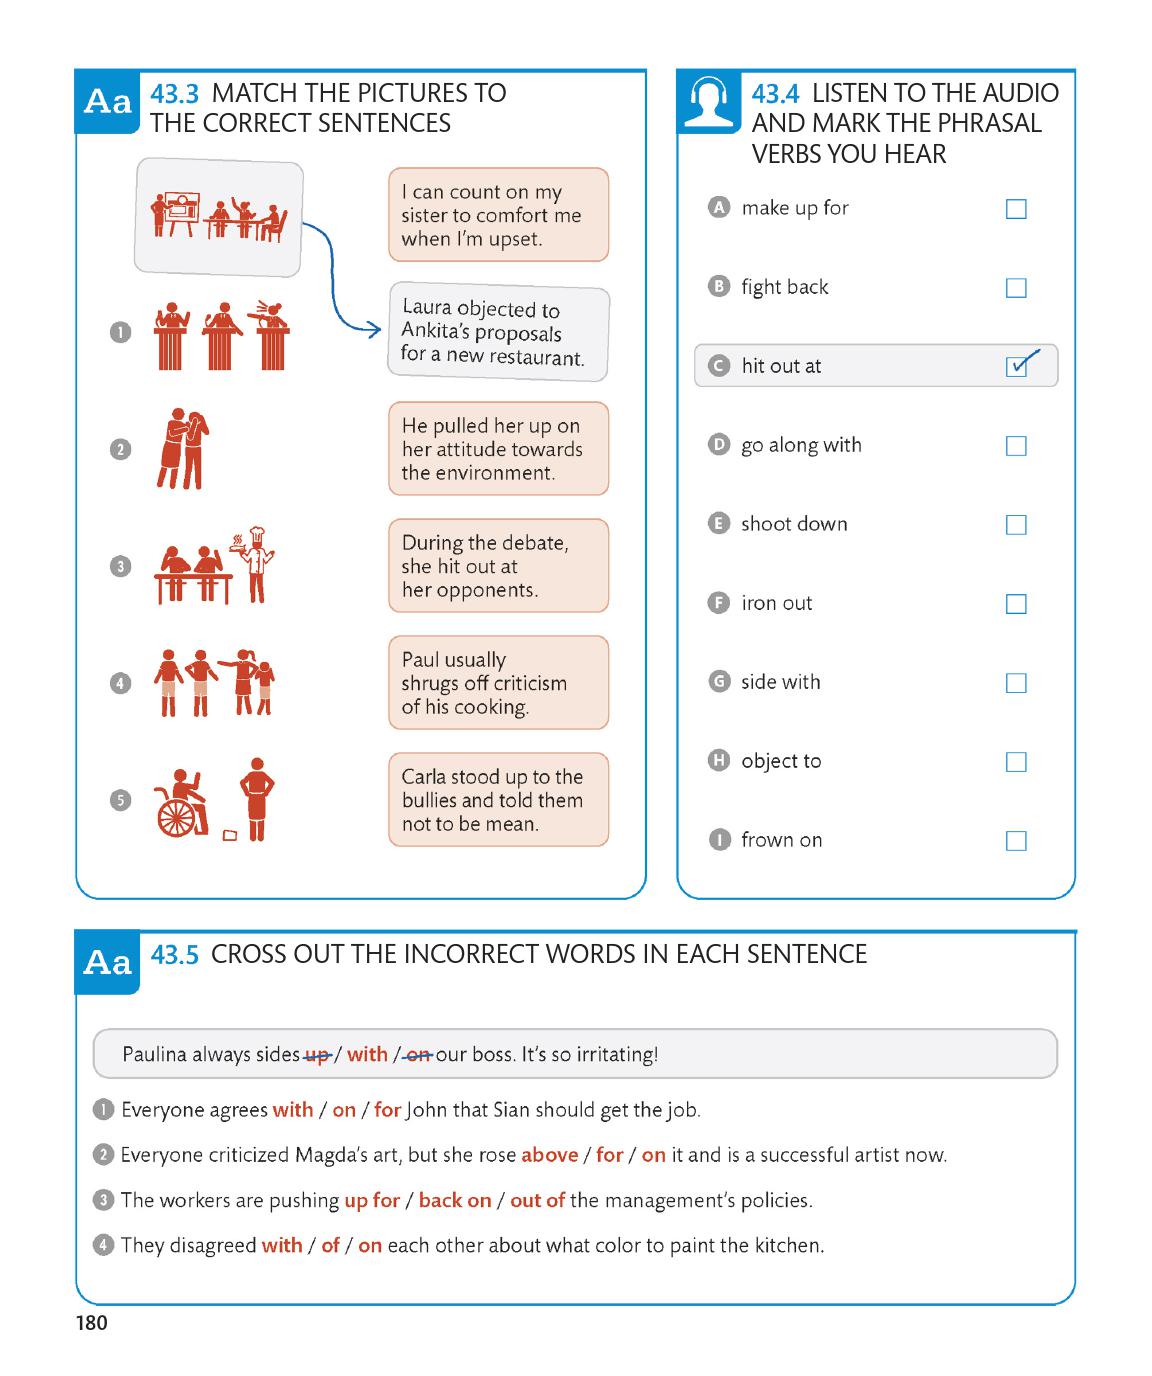 Aa
43.3 MATCH THE PICTURES TO
THE CORRECT SENTENCES
I can count on my
sister to comfort me
when I'm upset.
1
Laura objected to
Ankita's proposals
for a new restaurant.
2
He pulled her up on
her attitude towards
the environment.
3
During the debate,
she hit out at
her opponents.
4
Paul usually
shrugs off criticism
of his cooking.
5
Carla stood up to the
bullies and told them
not to be mean.
43.4 LISTEN TO THE AUDIO
AND MARK THE PHRASAL
VERBS YOU HEAR
A make up for
B fight back
C hit out at
D go along with
E shoot down
F iron out
G side with
H object to
I frown on
Aa
43.5 CROSS OUT THE INCORRECT WORDS IN EACH SENTENCE
Paulina always sides up / with / on our boss. It's so irritating!
1 Everyone agrees with / on / for John that Sian should get the job.
2 Everyone criticized Magda's art, but she rose above / for / on it and is a successful artist now.
3 The workers are pushing up for / back on / out of the management's policies.
4 They disagreed with / of / on each other about what color to paint the kitchen.
180